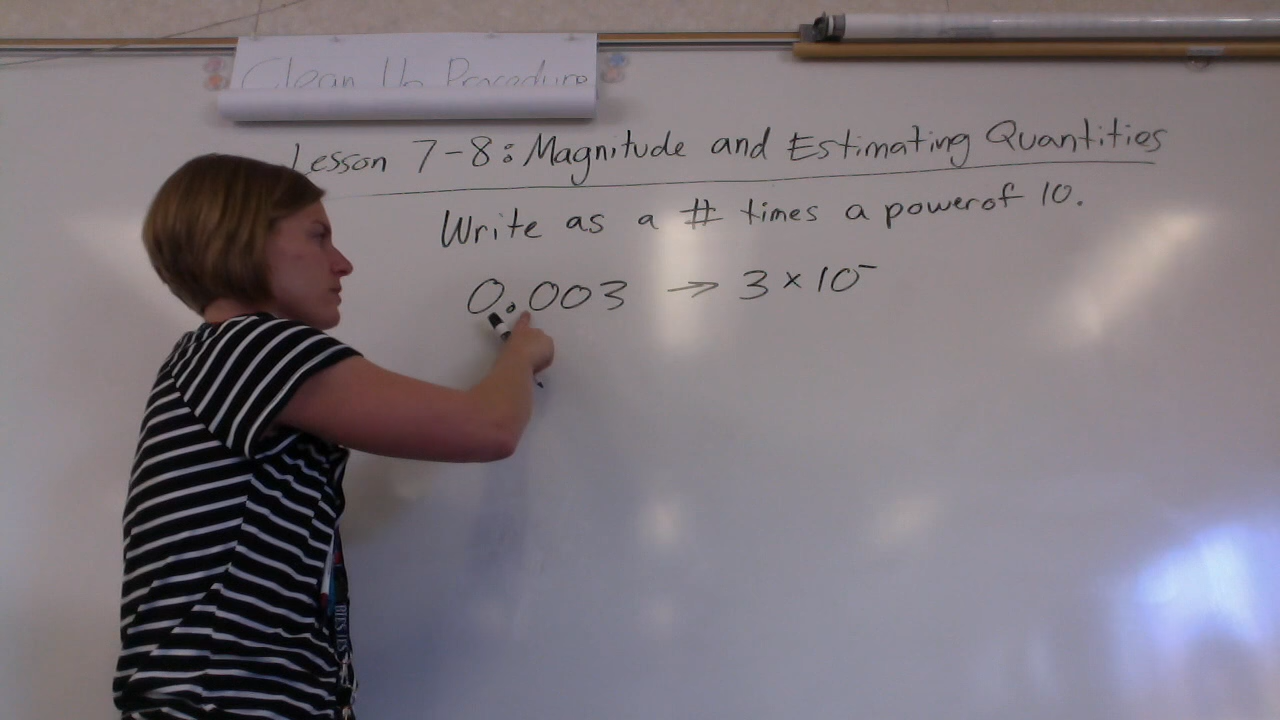 Clean Up Procedure
Lesson 7-8: Magnitude and Estimating Quantities
Write as a # times a power of 10.
0.003 → 3 × 10⁻